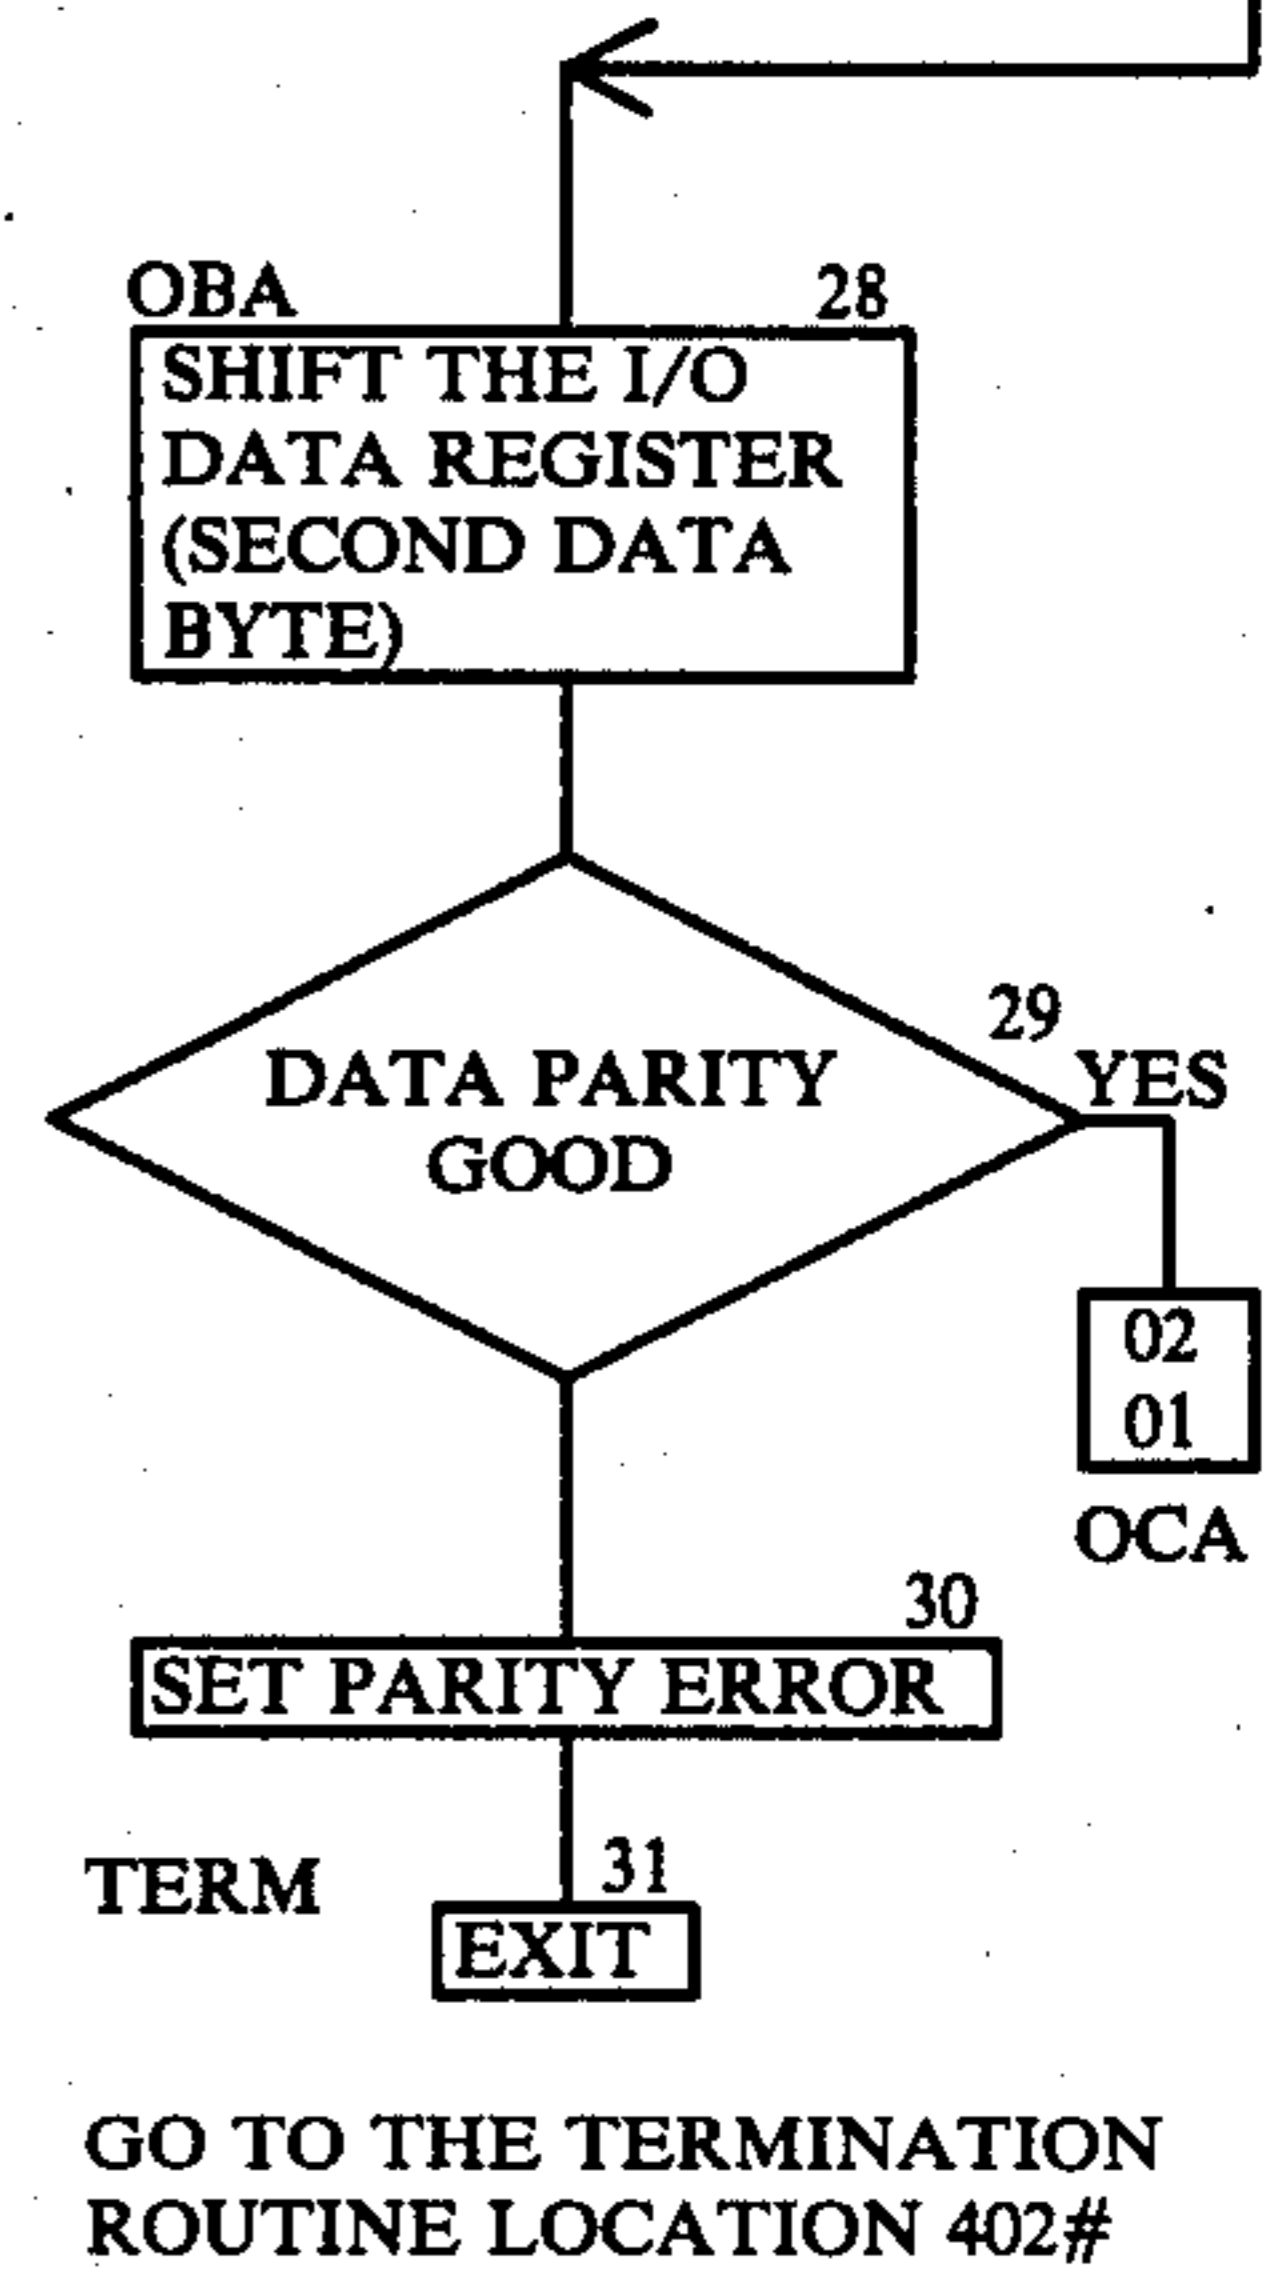 OBA 28
SHIFT THE I/O
DATA REGISTER
(SECOND DATA
BYTE)
29
YES
DATA PARITY
GOOD
02
01
OCA
30
SET PARITY ERROR
TERM 31
EXIT
GO TO THE TERMINATION
ROUTINE LOCATION 402#